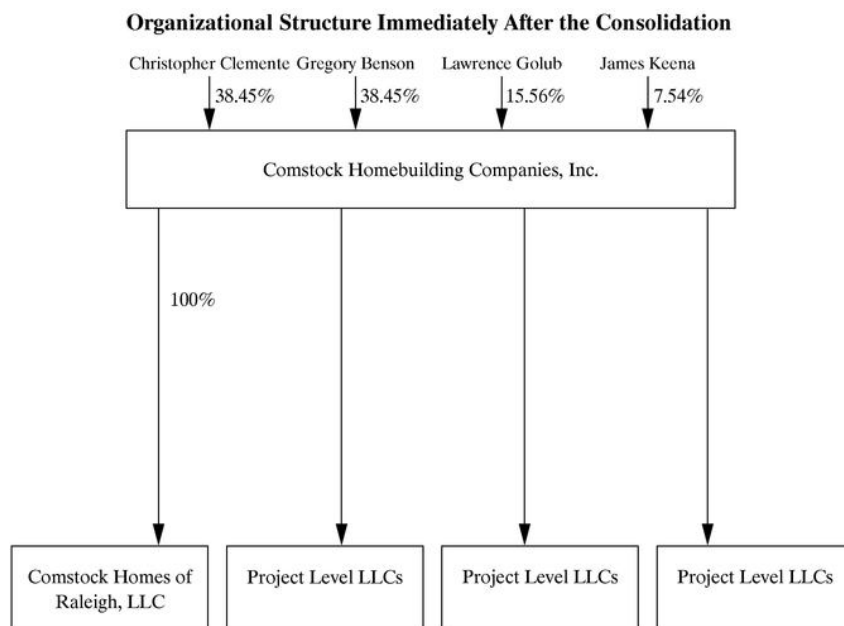 Organizational Structure Immediately After the Consolidation
Christopher Clemente Gregory Benson Lawrence Golub James Keena
38.45% 38.45% 15.56% 7.54%
Comstock Homebuilding Companies, Inc.
100%
Comstock Homes of
Raleigh, LLC
Project Level LLCs
Project Level LLCs
Project Level LLCs